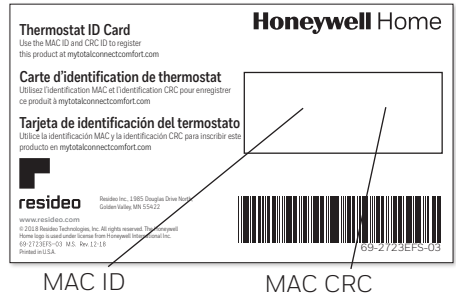 Honeywell Home
Thermostat ID Card
Use the MAC ID and CRC ID to register
this product at mytotalconnectcomfort.com
Carte d'identification de thermostat
Utilisez l'identification MAC et l'identification CRC pour enregistrer
ce produit à mytotalconnectcomfort.com
Tarjeta de identificación del termostato
Utilice la identificación MAC y la identificación CRC para inscribir este
producto en mytotalconnectcomfort.com
resideo
Resideo Inc. 1985 Douglas Drive North
Golden Valley, MN 55422
www.resideo.com
© 2018 Resideo Technologies, Inc. All rights reserved. The Honeywell
Home logo is used under license from Honeywell International Inc.
69-2723EFS-03 M.S. Rev.12-18
Printed in U.S.A.
69-2723EFS-03
MAC ID
MAC CRC